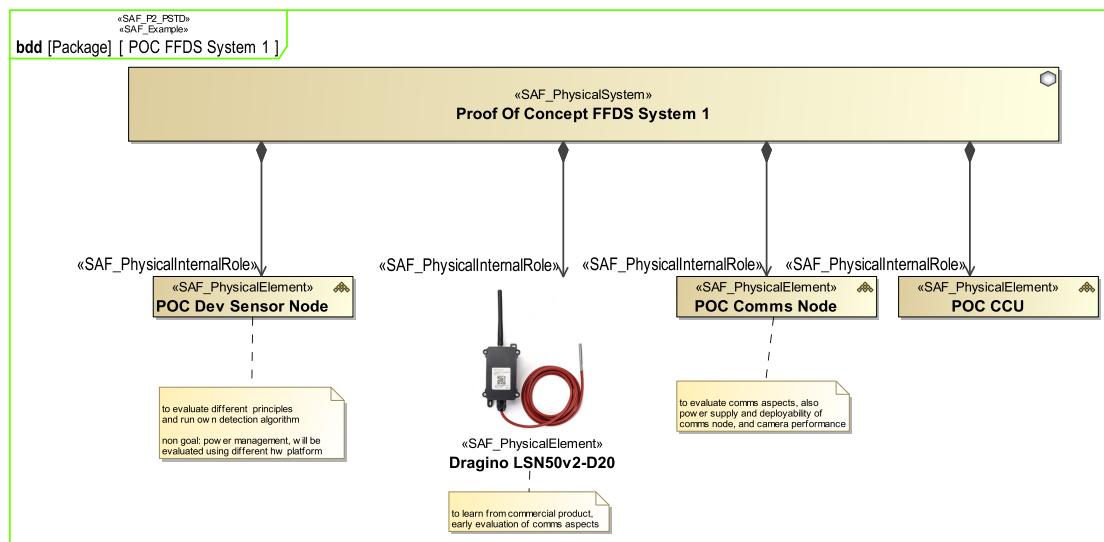 «SAF_P2_PSTD»
«SAF_Example»
bdd [Package] [ POC FFDS System 1 ]
«SAF_PhysicalSystem»
Proof Of Concept FFDS System 1
«SAF_PhysicalInternalRole»
«SAF_PhysicalInternalRole»
«SAF_PhysicalInternalRole»
«SAF_PhysicalInternalRole»
«SAF_PhysicalElement»
POC Dev Sensor Node
«SAF_PhysicalElement»
POC Comms Node
«SAF_PhysicalElement»
POC CCU
to evaluate different principles
and run own detection algorithm
non goal: power management, will be
evaluated using different hw platform
to evaluate comms aspects, also
power supply and deployability of
comms node, and camera performance
«SAF_PhysicalElement»
Dragino LSN50v2-D20
to learn from commercial product,
early evaluation of comms aspects